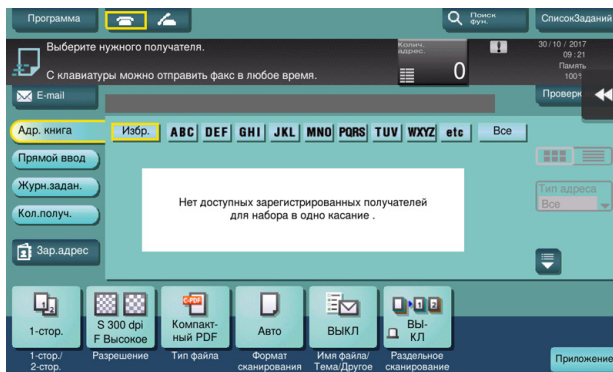 Программа
Поиск
фун.
СписокЗаданий
Выберите нужного получателя.
Колич.
адрес.
30/10 / 2017
09 : 21
Память
С клавиатуры можно отправить факс в любое время.
0
100%
E-mail
Адр. книга
Избр.
ABC DEF GHI JKL MNO PQRS TUV WXYZ etc
Все
Прямой ввод
Журн.задан.
Тип адреса
Все
Кол.получ.
Нет доступных зарегистрированных получателей
для набора в одно касание .
Зар.адрес
1-стор.
S 300 dpi
F Высокое
Компакт-
ный PDF
C-PDF
Авто
ВЫКЛ
ВЫ-
КЛ
1-стор./
2-стор.
Разрешение
Тип файла
Формат
сканирования
Имя файла/
Тема/Другое
Раздельное
сканирование
Приложение